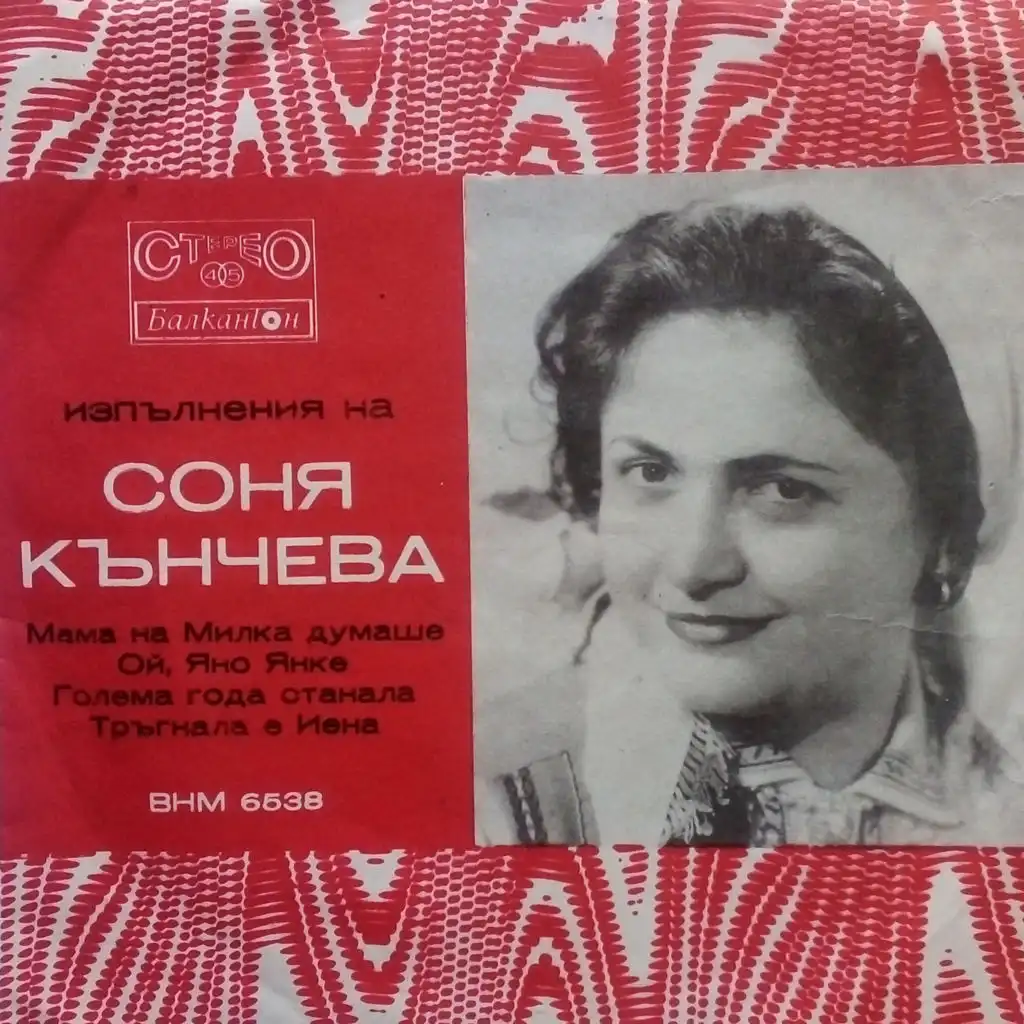 СТЕРЕО
45
Балкантон
изпълнения на
СОНЯ
КЪНЧЕВА
Мама на Милка думаше
Ой, Яно Янке
Голема года станала
Тръгнала е Иена
ВНМ 6538